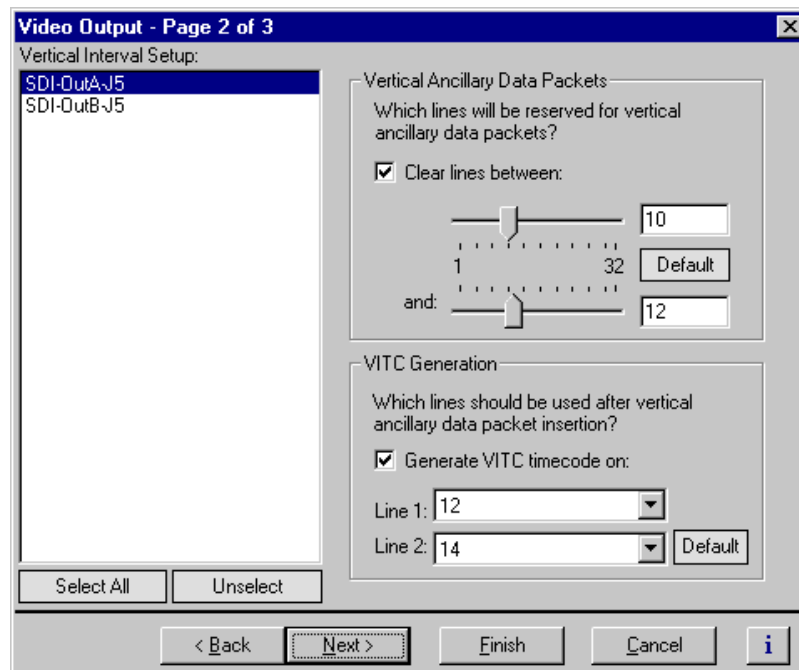 Video Output - Page 2 of 3
Vertical Interval Setup:
SDI-OutA-J5
SDI-OutB-J5
Select All
Unselect
Vertical Ancillary Data Packets
Which lines will be reserved for vertical
ancillary data packets?
Clear lines between:
10
1
32
Default
and:
12
VITC Generation
Which lines should be used after vertical
ancillary data packet insertion?
Generate VITC timecode on:
Line 1: 12
Line 2: 14
Default
< Back
Next >
Finish
Cancel
i